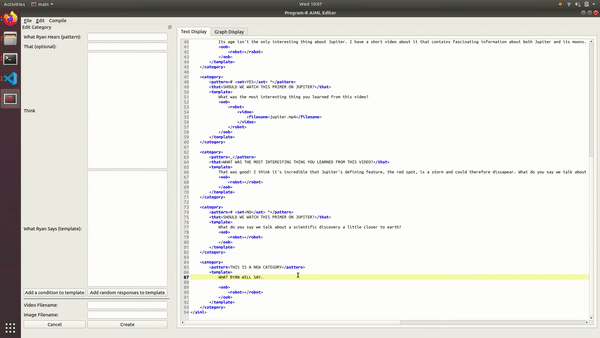 Activities
main
Wed 10:07
Program-R AIML Editor
File Edit Compile
Edit Category
What Ryan Hears (pattern):
That (optional):
Think
What Ryan Says (template):
Add a condition to template
Add random responses to template
Video Filename:
Image Filename:
Cancel
Create
Text Display
Graph Display
40 Its age isn't the only interesting thing about Jupiter. I have a short video about it that contains fascinating information about both Jupiter and its moons.
41 <nob>
42 <robot></robot>
43 </nob>
44 </template>
45 </category>
46
47 <category>
48 <pattern># <set>YES</set> ^</pattern>
49 <that>SHOULD WE WATCH THIS PRIMER ON JUPITER?</that>
50 <template>
51 What was the most interesting thing you learned from this video?
52 <nob>
53 <robot>
54 <video>
55 <filename>jupiter.mp4</filename>
56 </video>
57 </robot>
58 </nob>
59 </template>
60 </category>
61
62 <category>
63 <pattern>_</pattern>
64 <that>WHAT WAS THE MOST INTERESTING THING YOU LEARNED FROM THIS VIDEO?</that>
65 <template>
66 That was good! I think it's incredible that Jupiter's defining feature, the red spot, is a storm and could therefore dissapear. What do you say we talk about
67 <nob>
68 <robot></robot>
69 </nob>
70 </template>
71 </category>
72
73 <category>
74 <pattern># <set>NO</set> ^</pattern>
75 <that>SHOULD WE WATCH THIS PRIMER ON JUPITER?</that>
76 <template>
77 What do you say we talk about a scientific discovery a little closer to earth?
78 <nob>
79 <robot></robot>
80 </nob>
81 </template>
82 </category>
83
84 <category>
85 <pattern>THIS IS A NEW CATEGORY</pattern>
86 <template>
87 WHAT RYAN WILL SAY.
88
89 <nob>
90 <robot></robot>
91 </nob>
92 </template>
93 </category>
94 </aiml>